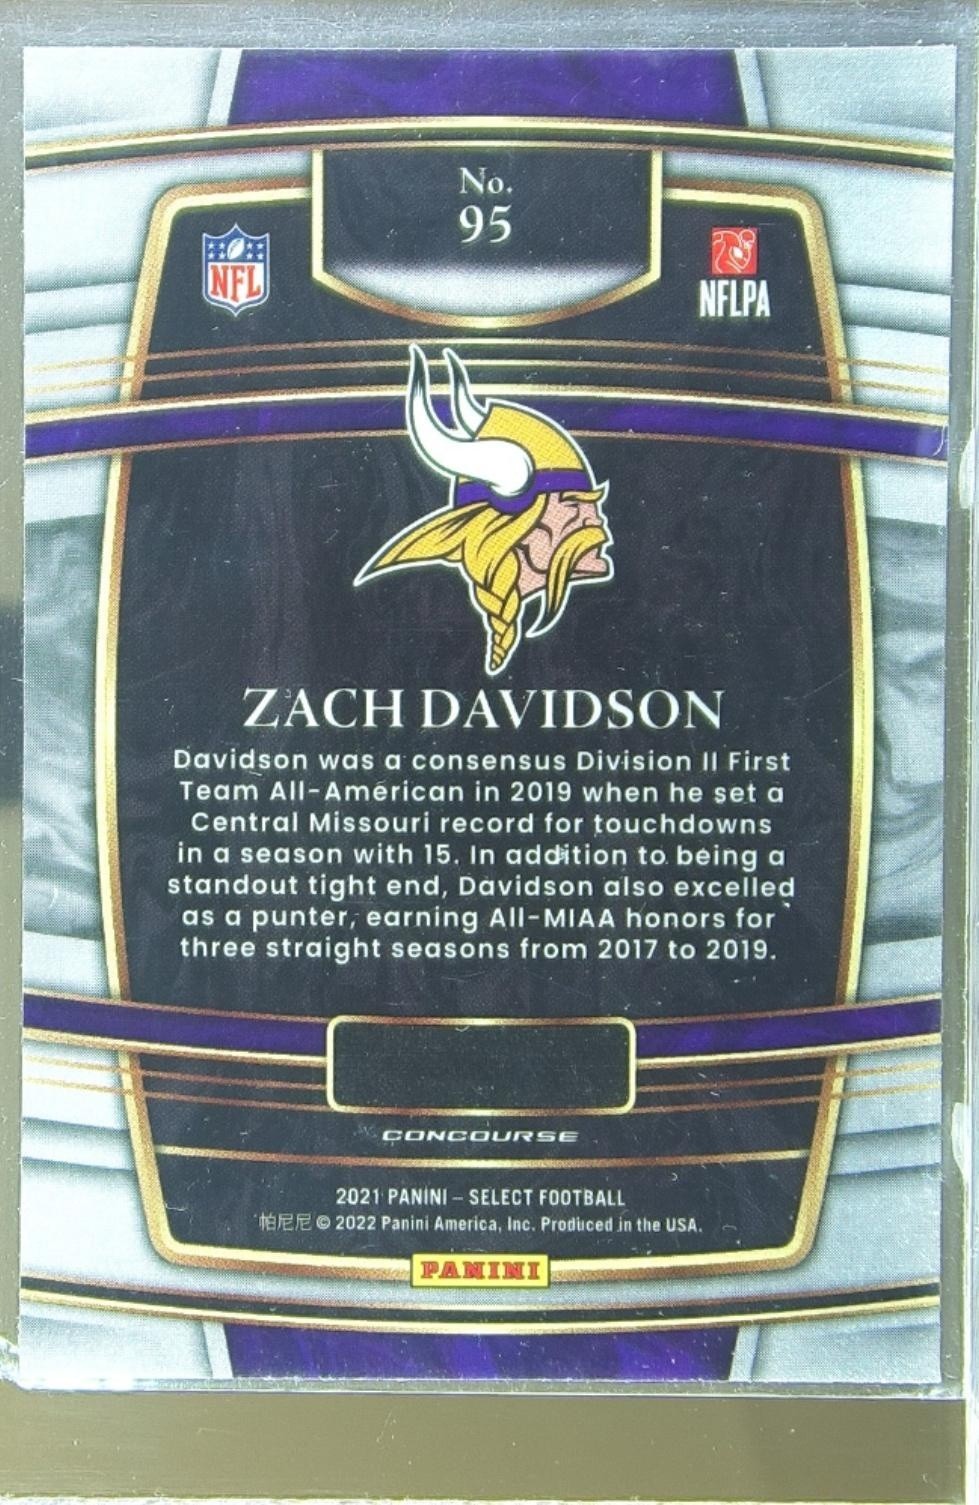 No.
95
NFL
NFLPA
ZACH DAVIDSON
Davidson was a consensus Division II First
Team All-American in 2019 when he set a
Central Missouri record for touchdowns
in a season with 15. In addition to being a
standout tight end, Davidson also excelled
as a punter, earning All-MIAA honors for
three straight seasons from 2017 to 2019.
CONCOURSE
2021 PANINI – SELECT FOOTBALL
帕尼尼 © 2022 Panini America, Inc. Produced in the USA.
PANINI